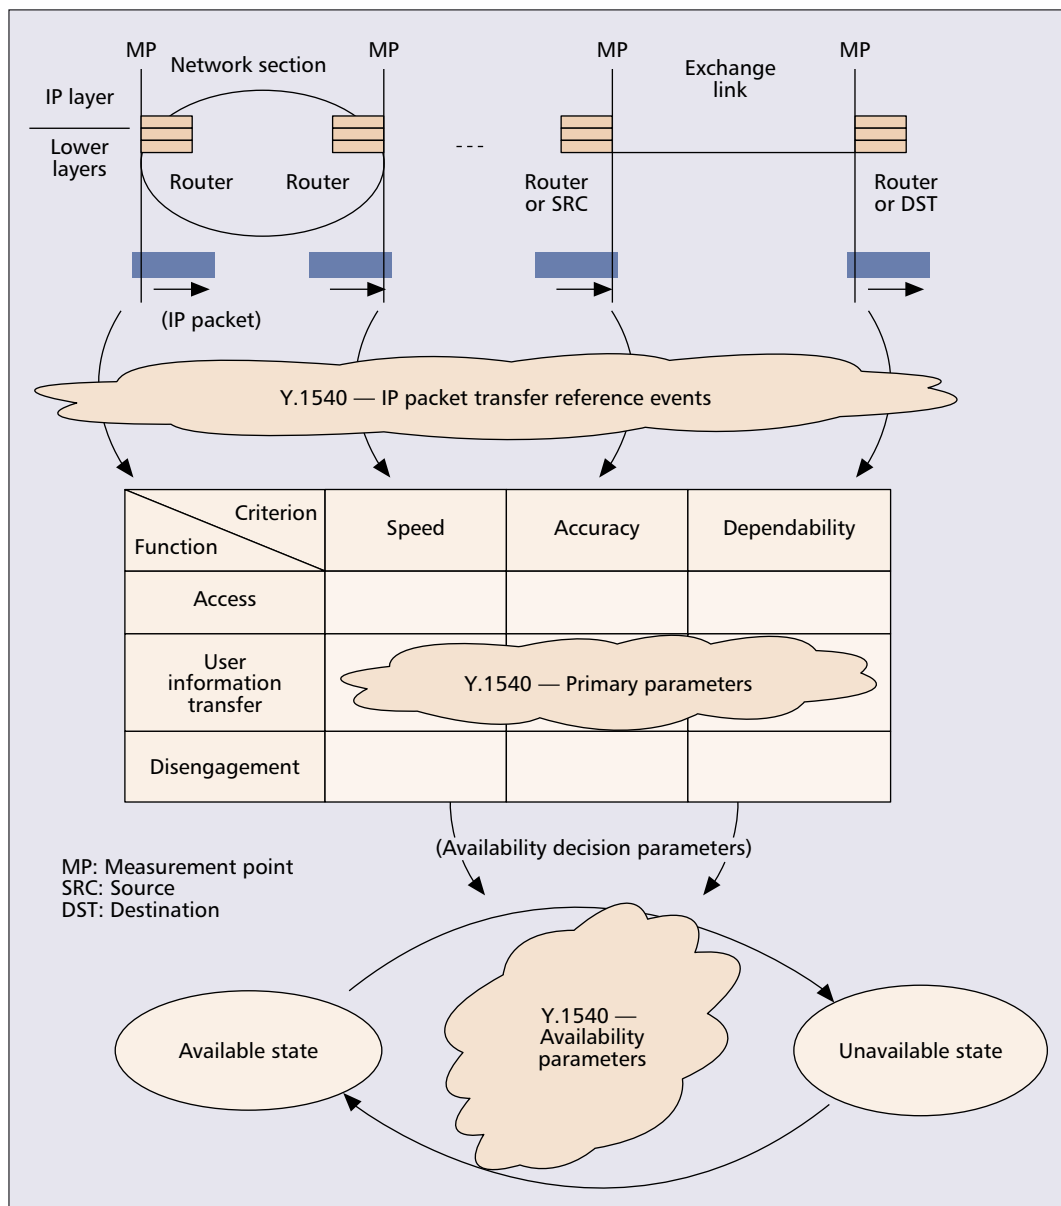 MP
MP
MP
MP
Network section
Exchange
link
IP layer
Lower
layers
---
Router
Router
Router
or SRC
Router
or DST
(IP packet)
Y.1540 — IP packet transfer reference events
Criterion
Function
Speed
Accuracy
Dependability
Access
User
information
transfer
Y.1540 — Primary parameters
Disengagement
(Availability decision parameters)
MP: Measurement point
SRC: Source
DST: Destination
Available state
Y.1540 —
Availability
parameters
Unavailable state